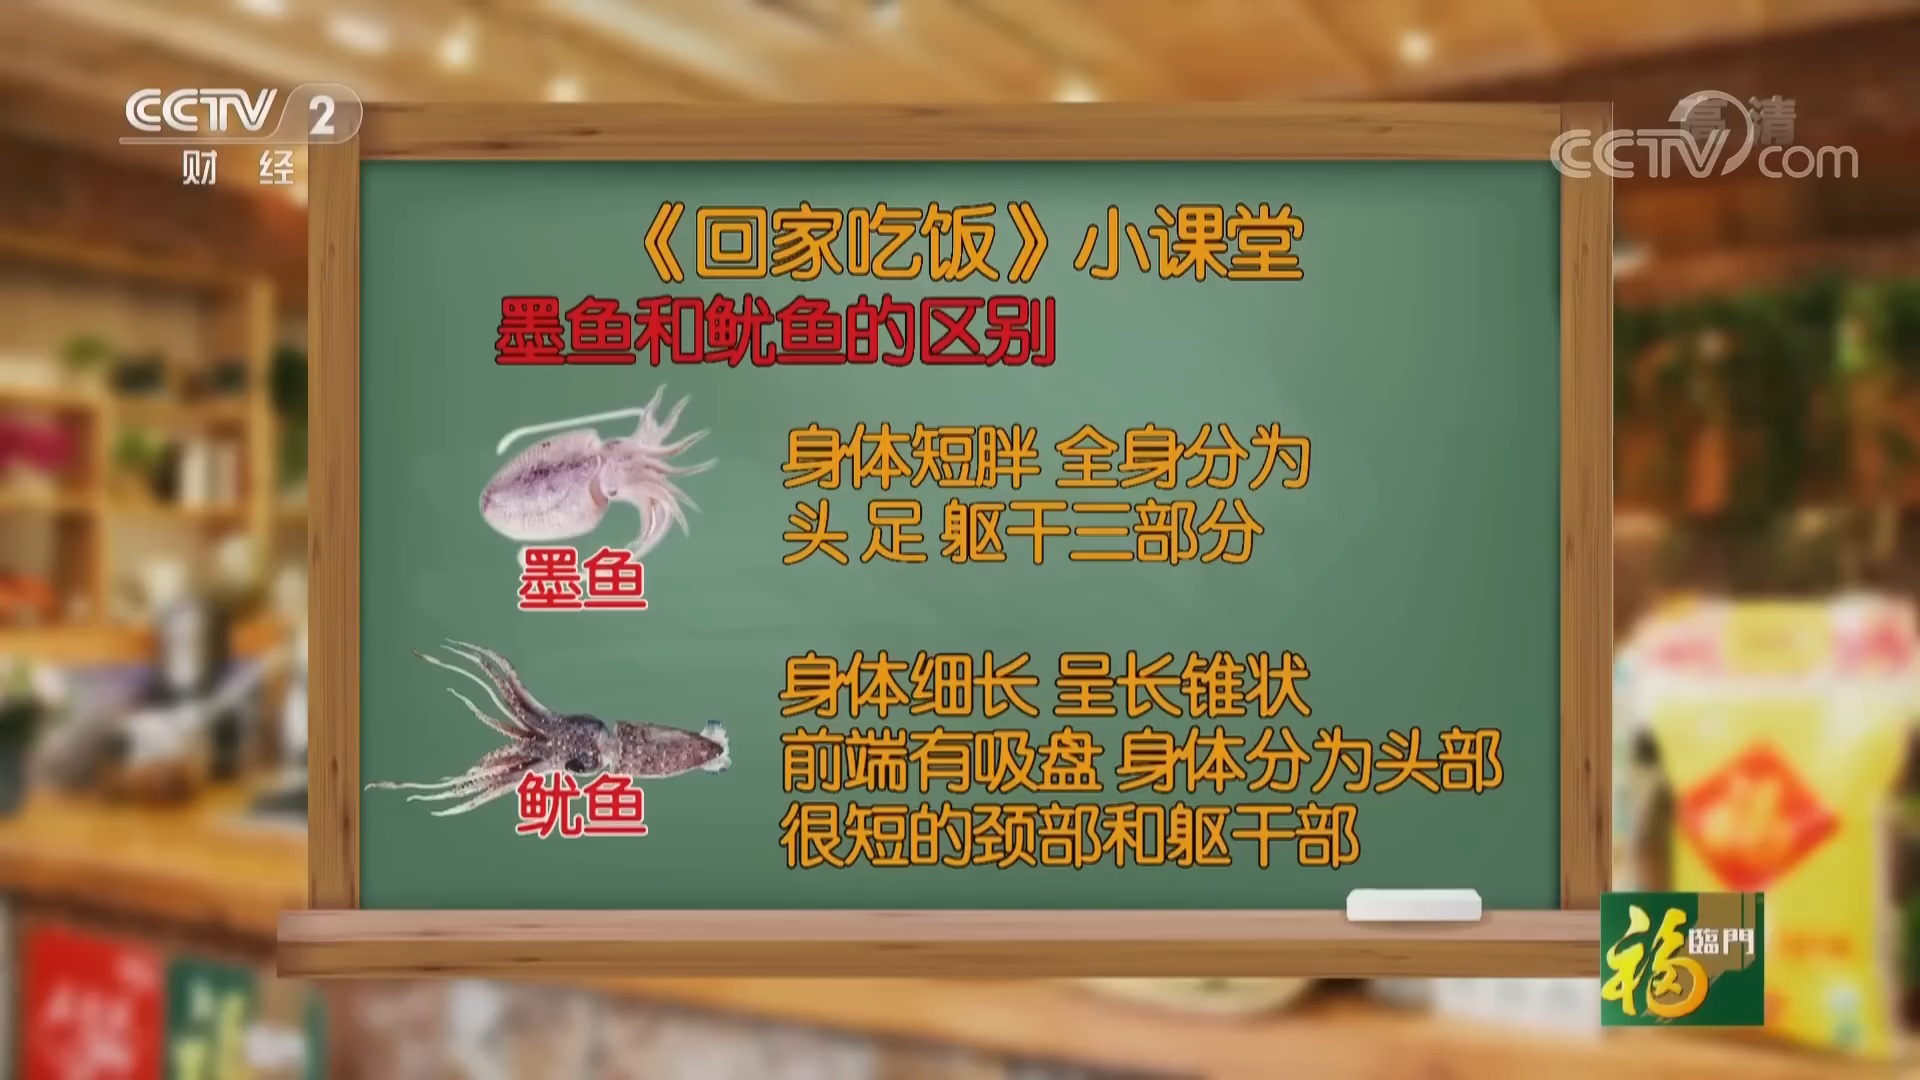 CCTV 2
财经
高清
CCTV com
《回家吃饭》小课堂
墨鱼和鱿鱼的区别
身体短胖 全身分为
头 足 躯干三部分
墨鱼
身体细长 呈长锥状
前端有吸盘 身体分为头部
很短的颈部和躯干部
鱿鱼
福臨門